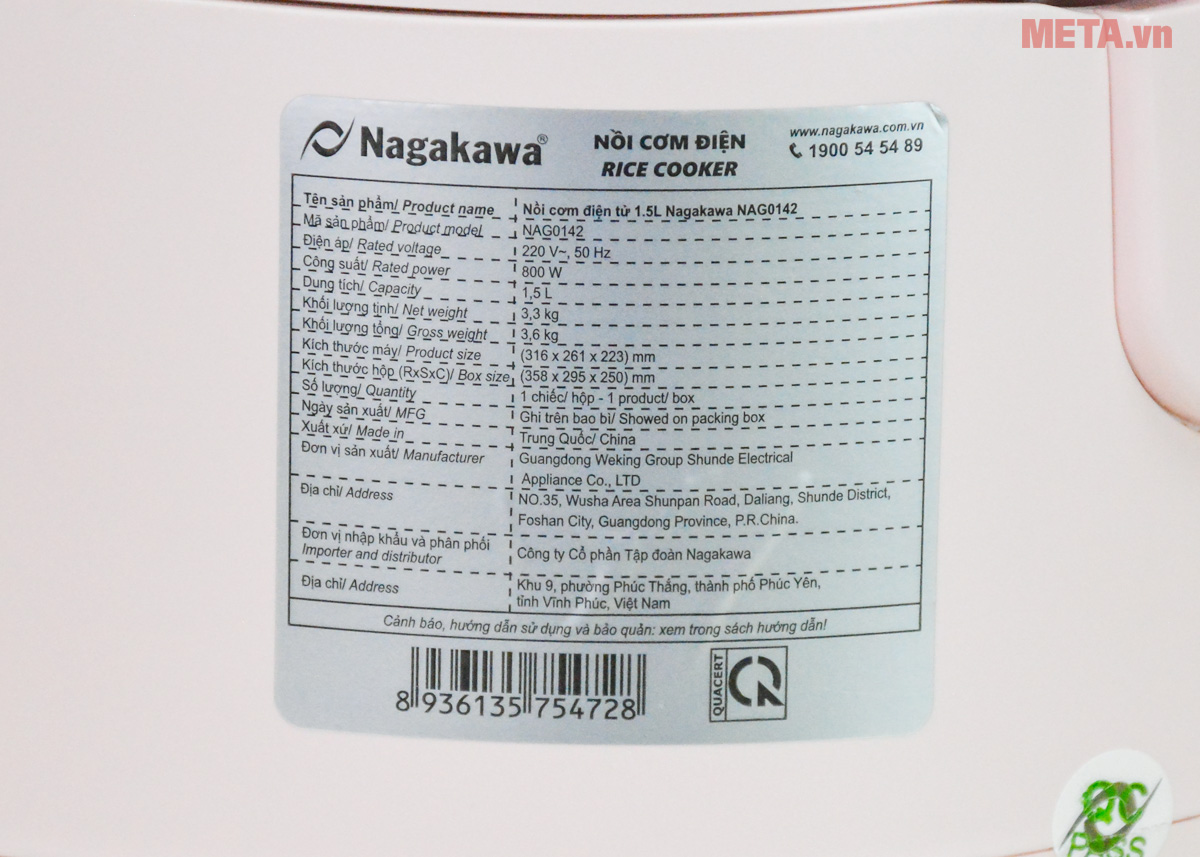 META.vn
Nagakawa®
NỒI CƠM ĐIỆN
RICE COOKER
www.nagakawa.com.vn
1900 54 54 89
Tên sản phẩm/ Product name Nồi cơm điện tử 1.5L Nagakawa NAG0142
Mã sản phẩm/ Product model NAG0142
Điện áp/ Rated voltage 220 V~, 50 Hz
Công suất/ Rated power 800 W
Dung tích/ Capacity 1,5 L
Khối lượng tịnh/ Net weight 3,3 kg
Khối lượng tổng/ Gross weight 3,6 kg
Kích thước máy/ Product size (316 x 261 x 223) mm
Kích thước hộp (RxSxC)/ Box size (358 x 295 x 250) mm
Số lượng/ Quantity 1 chiếc/ hộp - 1 product/ box
Ngày sản xuất/ MFG Ghi trên bao bì/ Showed on packing box
Xuất xứ/ Made in Trung Quốc/ China
Đơn vị sản xuất/ Manufacturer Guangdong Weking Group Shunde Electrical
Appliance Co., LTD
Địa chỉ/ Address NO.35, Wusha Area Shunpan Road, Daliang, Shunde District,
Foshan City, Guangdong Province, P.R.China.
Đơn vị nhập khẩu và phân phối
Importer and distributor Công ty Cổ phần Tập đoàn Nagakawa
Địa chỉ/ Address Khu 9, phường Phúc Thắng, thành phố Phúc Yên,
tỉnh Vĩnh Phúc, Việt Nam
Cảnh báo, hướng dẫn sử dụng và bảo quản: xem trong sách hướng dẫn!
8 936135 754728
QUACERT
QC
PASS